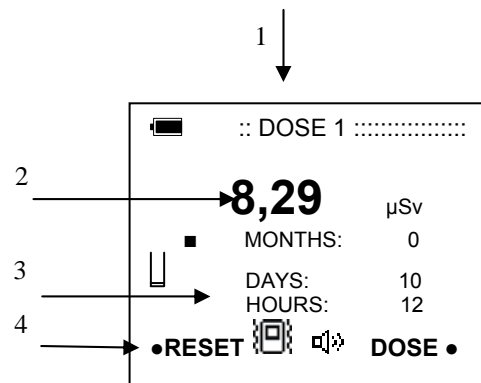 1
:: DOSE 1 :::::::::::::::::
2
8,29 µSv
MONTHS: 0
3
DAYS: 10
HOURS: 12
4
●RESET DOSE ●